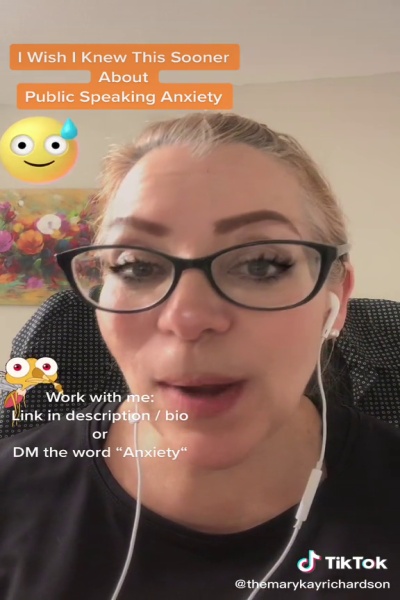 I Wish I Knew This Sooner
About
Public Speaking Anxiety
Work with me:
Link in description / bio
or
DM the word “Anxiety“
TikTok
@themarykayrichardson